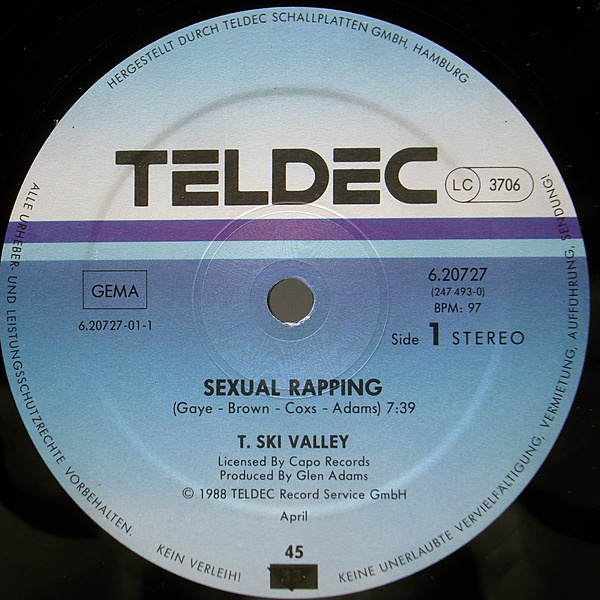 HERGESTELLT DURCH TELDEC SCHALLPLATTEN GMBH, HAMBURG
TELDEC
LC 3706
GEMA
6.20727-01-1
6.20727
(247 493-0)
BPM: 97
Side 1 STEREO
SEXUAL RAPPING
(Gaye - Brown - Coxs - Adams) 7:39
T. SKI VALLEY
Licensed By Capo Records
Produced By Glen Adams
© 1988 TELDEC Record Service GmbH
April
45
ALLE URHEBER- UND LEISTUNGSSCHUTZRECHTE VORBEHALTEN.
KEIN VERLEIH!
KEINE UNERLAUBTE VERVIELFÄLTIGUNG, VERMIETUNG, AUFFÜHRUNG, SENDUNG!